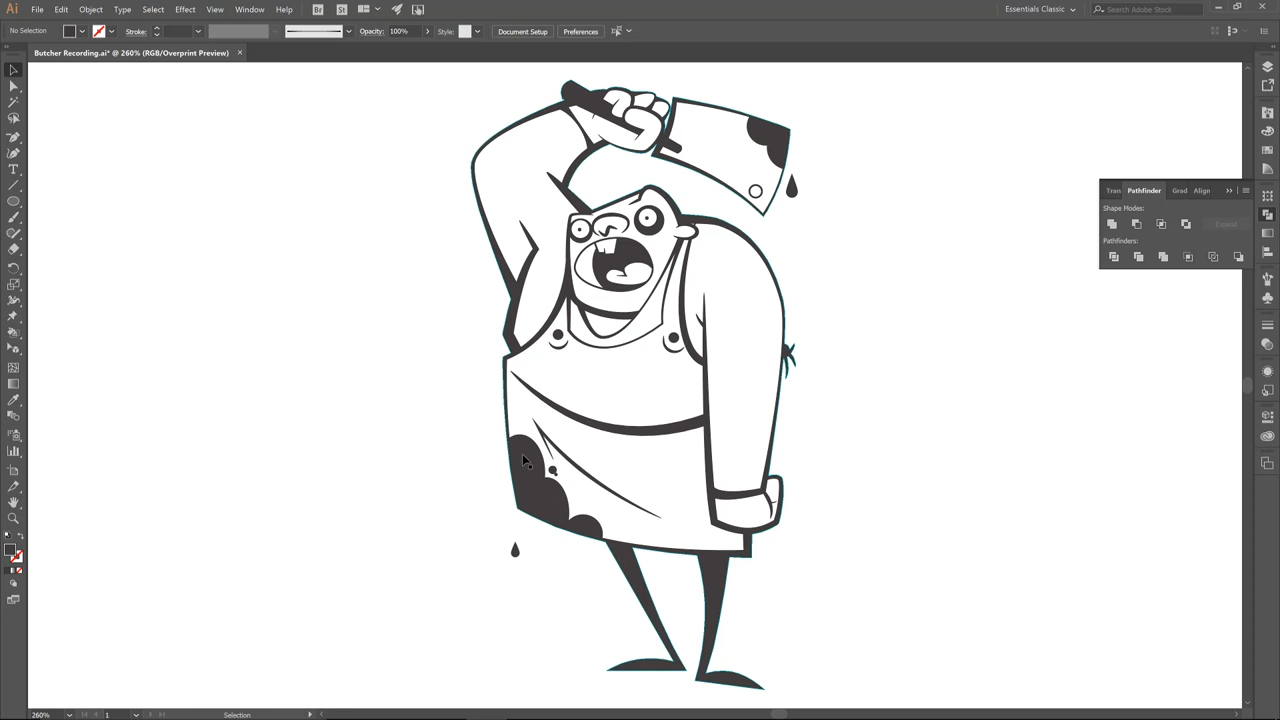 Ai File Edit Object Type Select Effect View Window Help Br St Essentials Classic Search Adobe Stock
No Selection Stroke: Opacity: 100% Style: Document Setup Preferences
Butcher Recording.ai* @ 260% (RGB/Overprint Preview) ×
Tran Pathfinder Grad Align
Shape Modes:
Expand
Pathfinders:
260% 1 Selection